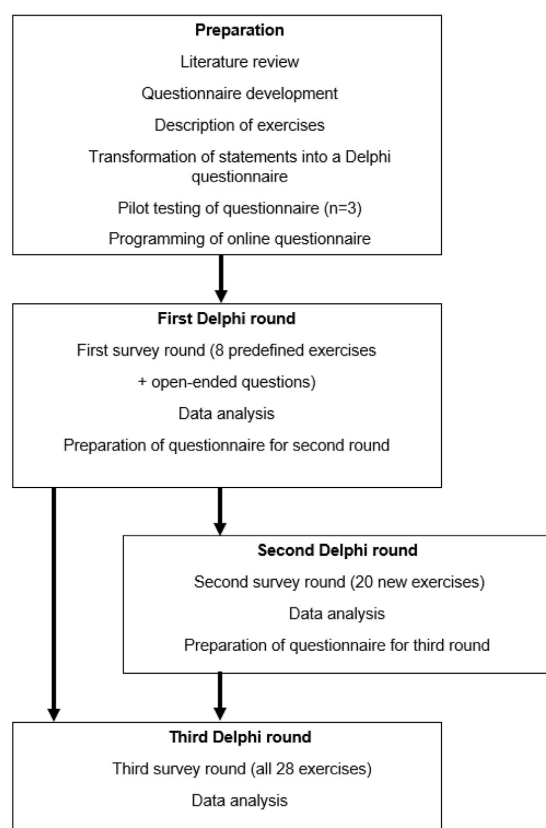 Preparation
Literature review
Questionnaire development
Description of exercises
Transformation of statements into a Delphi
questionnaire
Pilot testing of questionnaire (n=3)
Programming of online questionnaire
First Delphi round
First survey round (8 predefined exercises
+ open-ended questions)
Data analysis
Preparation of questionnaire for second round
Second Delphi round
Second survey round (20 new exercises)
Data analysis
Preparation of questionnaire for third round
Third Delphi round
Third survey round (all 28 exercises)
Data analysis